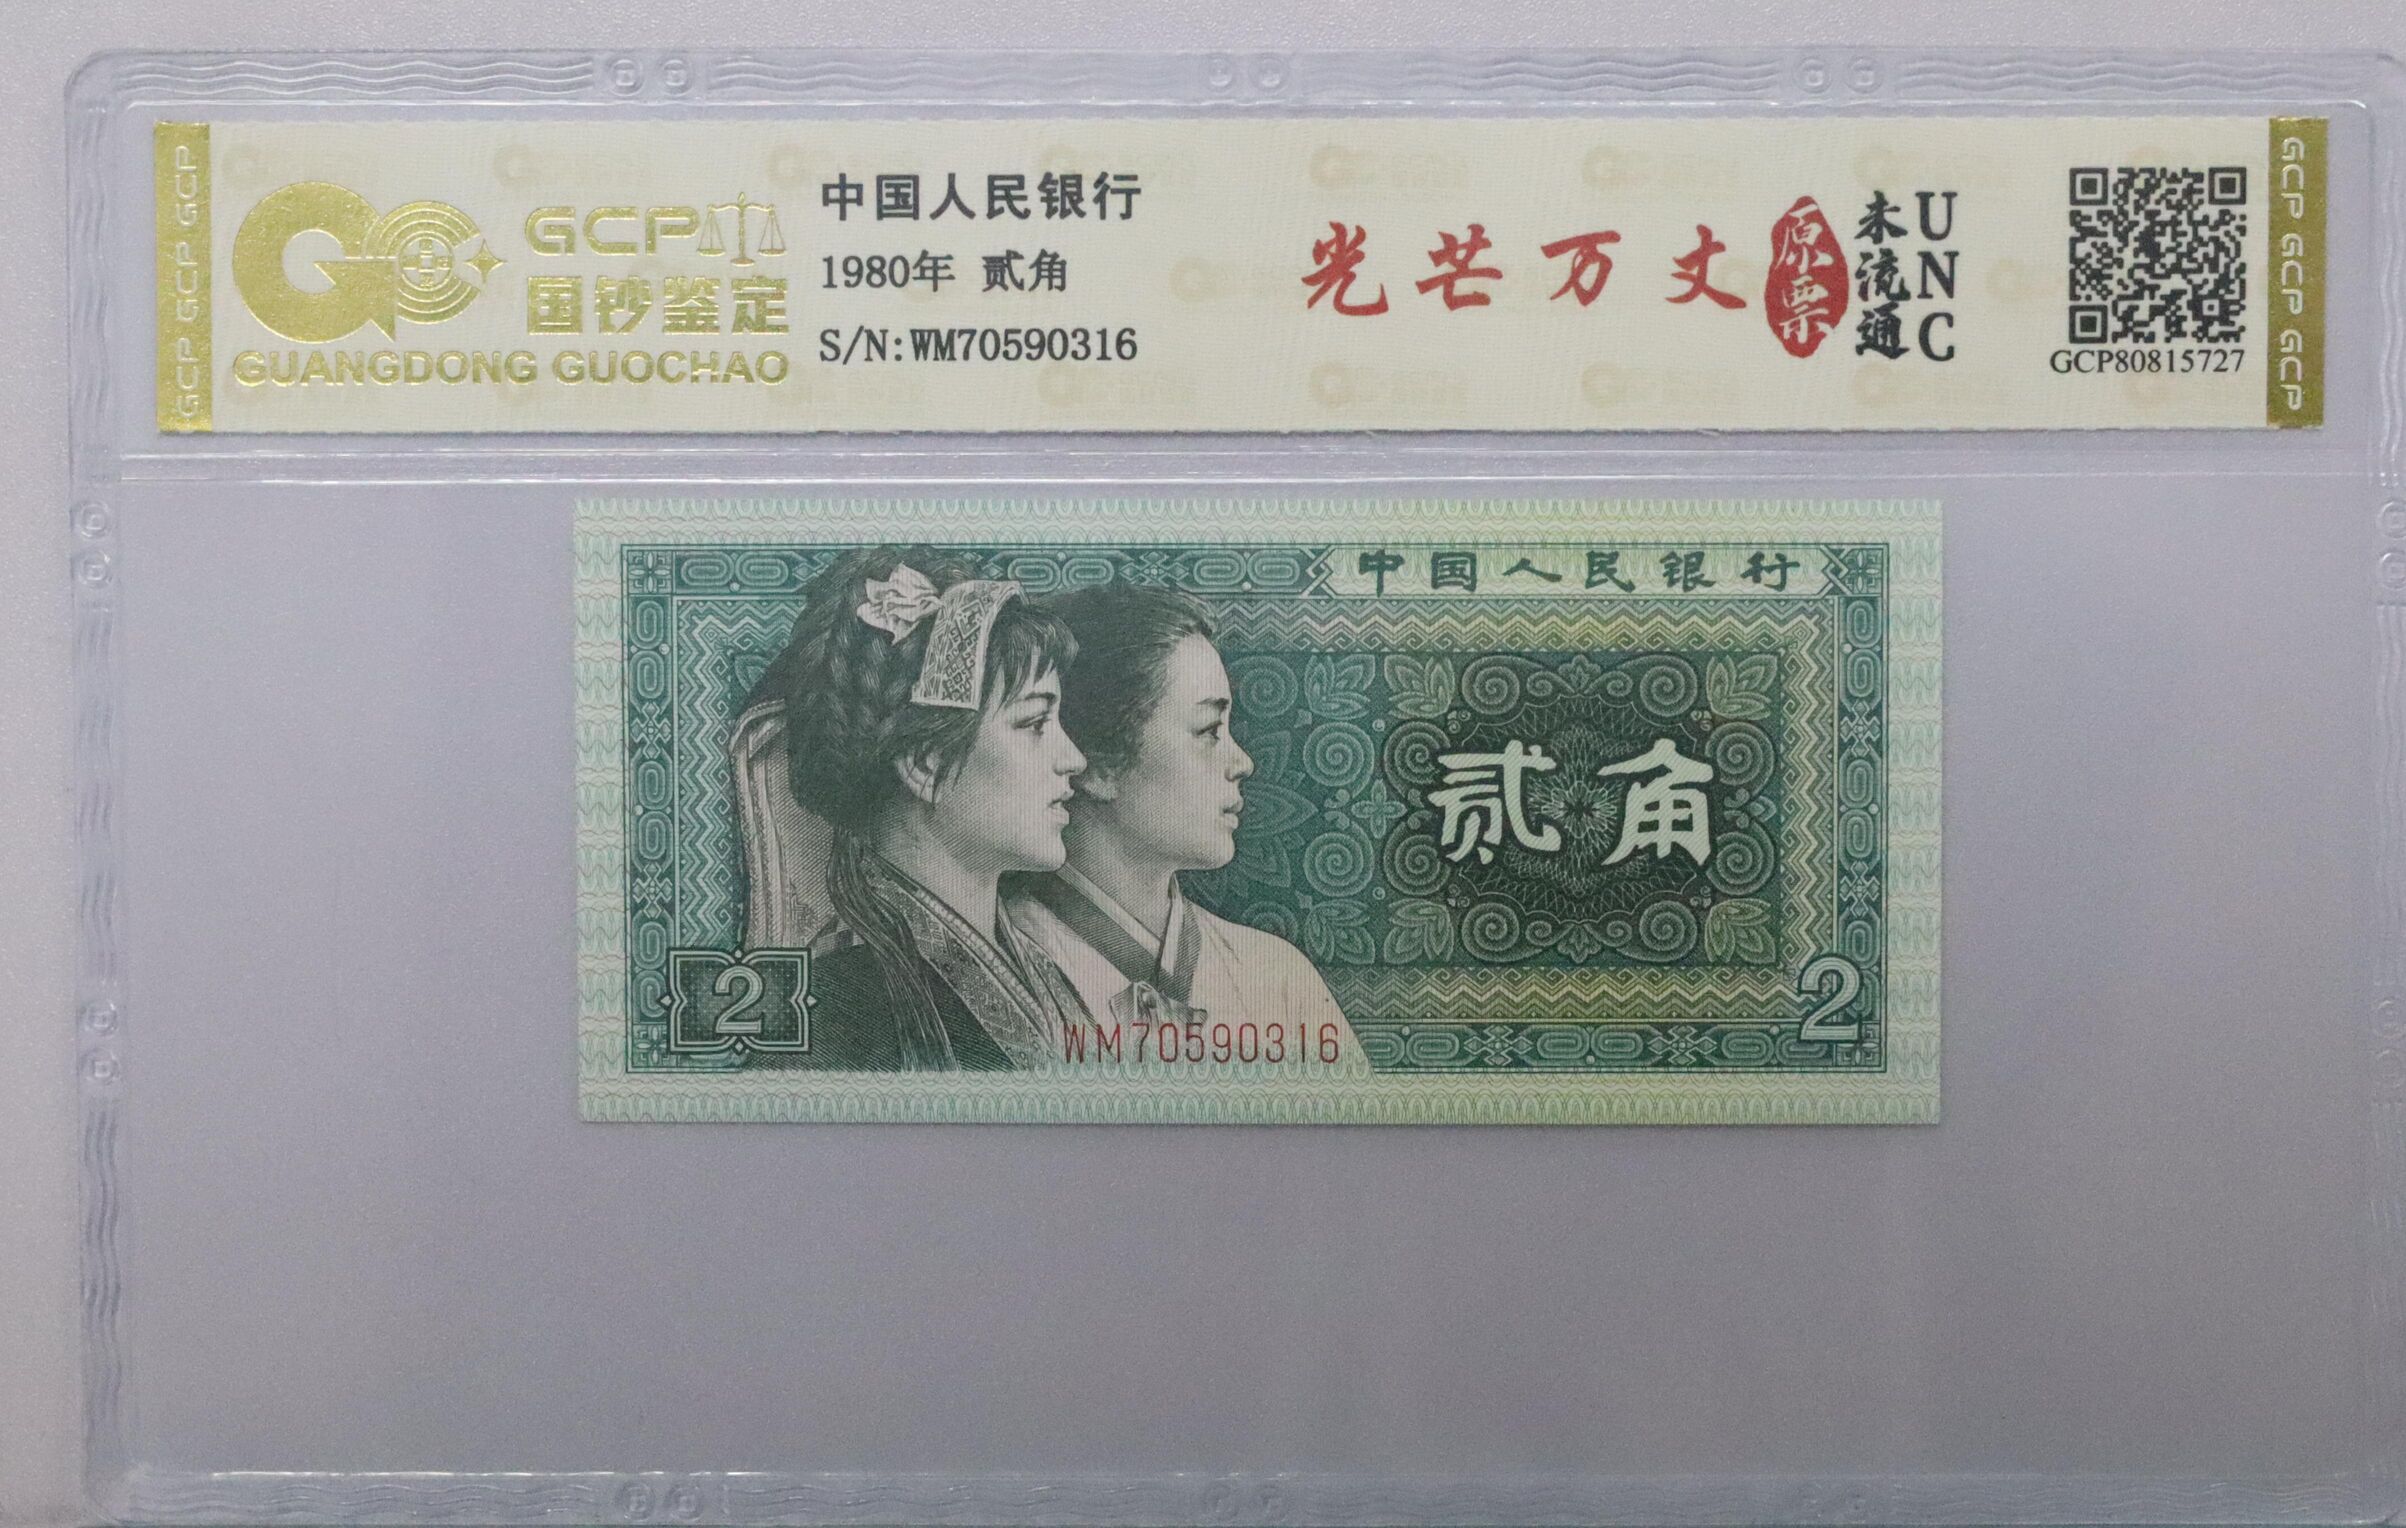 GCP GCP GCP
GCP
国钞鉴定
GUANGDONG GUOCHAO
中国人民银行
1980年 贰角
S/N:WM70590316
光芒万丈
原票
未流通
UNC
GCP80815727
GCP GCP GCP
中国人民银行
贰角
2
2
WM70590316